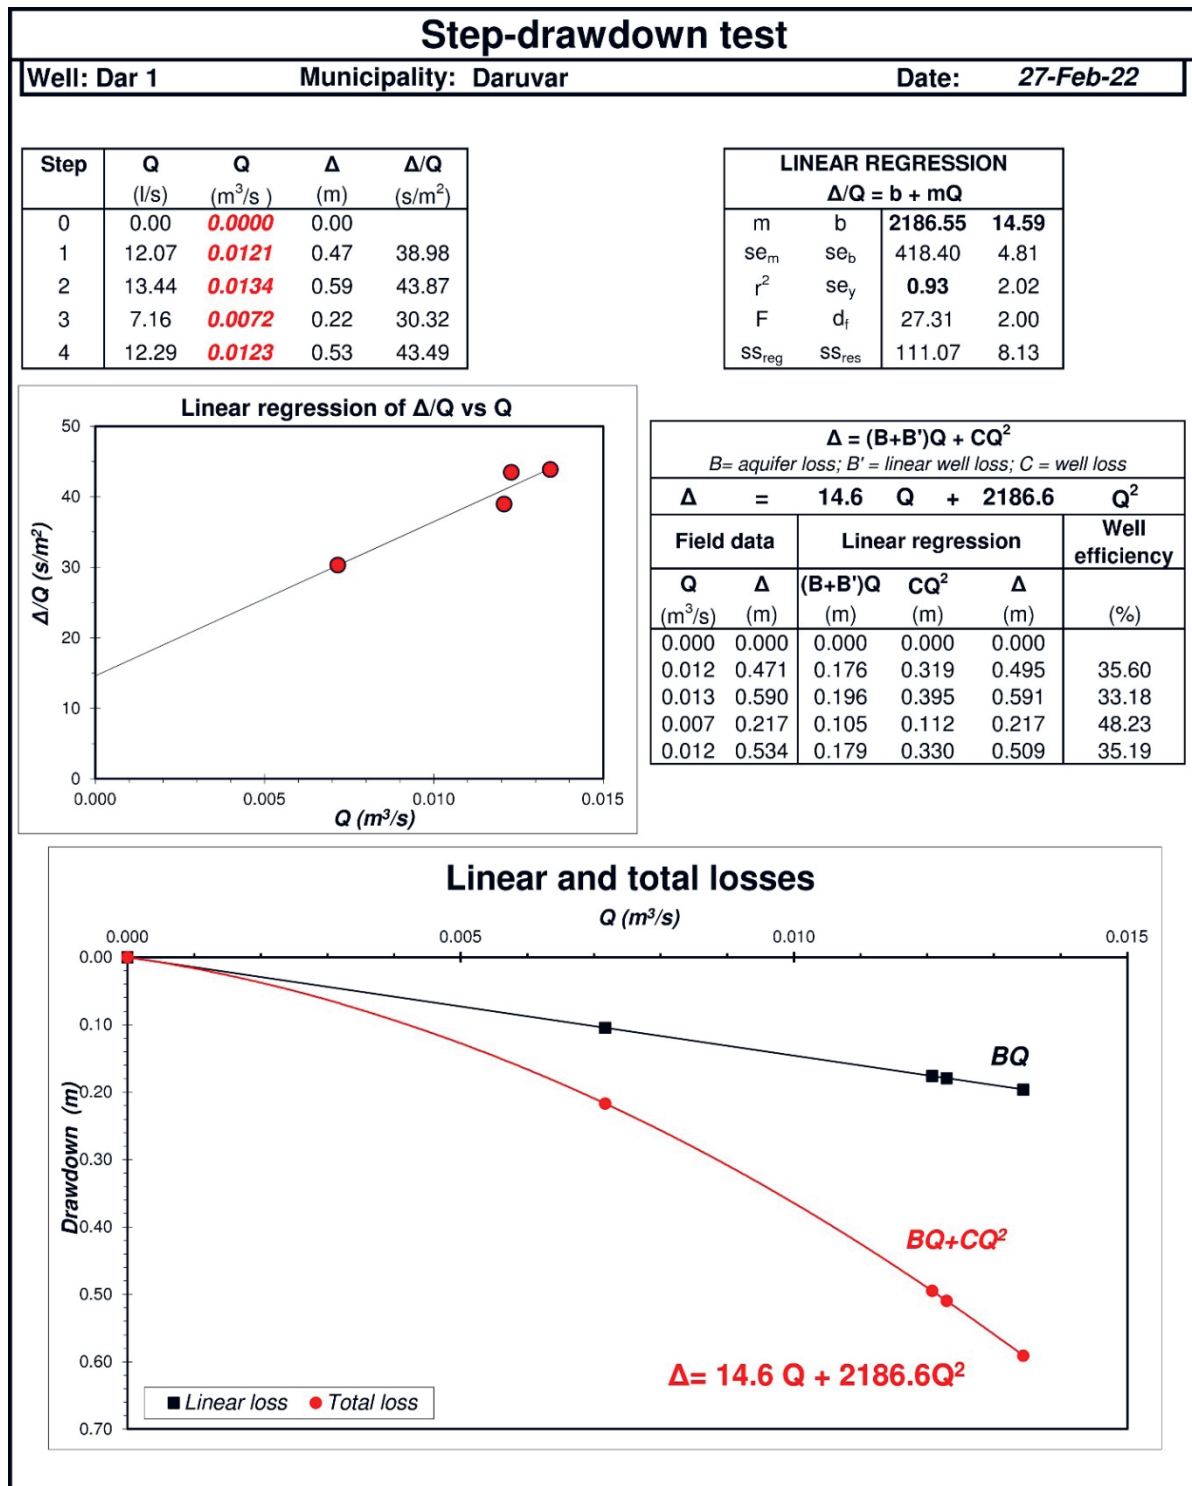 Step-drawdown test
Well: Dar 1 Municipality: Daruvar Date: 27-Feb-22
Step Q Q Δ Δ/Q
(l/s) (m³/s ) (m) (s/m²)
0 0.00 0.0000 0.00
1 12.07 0.0121 0.47 38.98
2 13.44 0.0134 0.59 43.87
3 7.16 0.0072 0.22 30.32
4 12.29 0.0123 0.53 43.49
LINEAR REGRESSION
Δ/Q = b + mQ
m b 2186.55 14.59
seₘ se_b 418.40 4.81
r² se_y 0.93 2.02
F d_f 27.31 2.00
ss_reg ss_res 111.07 8.13
Linear regression of Δ/Q vs Q
50
40
30
20
10
0
Δ/Q (s/m²)
0.000 0.005 0.010 0.015
Q (m³/s)
Δ = (B+B')Q + CQ²
B= aquifer loss; B' = linear well loss; C = well loss
Δ = 14.6 Q + 2186.6 Q²
Field data Linear regression Well
efficiency
Q Δ (B+B')Q CQ² Δ
(m³/s) (m) (m) (m) (m) (%)
0.000 0.000 0.000 0.000 0.000
0.012 0.471 0.176 0.319 0.495 35.60
0.013 0.590 0.196 0.395 0.591 33.18
0.007 0.217 0.105 0.112 0.217 48.23
0.012 0.534 0.179 0.330 0.509 35.19
Linear and total losses
Q (m³/s)
0.000 0.005 0.010 0.015
0.00
0.10
0.20
0.30
0.40
0.50
0.60
0.70
Drawdown (m)
BQ
BQ+CQ²
Δ= 14.6 Q + 2186.6Q²
Linear loss Total loss